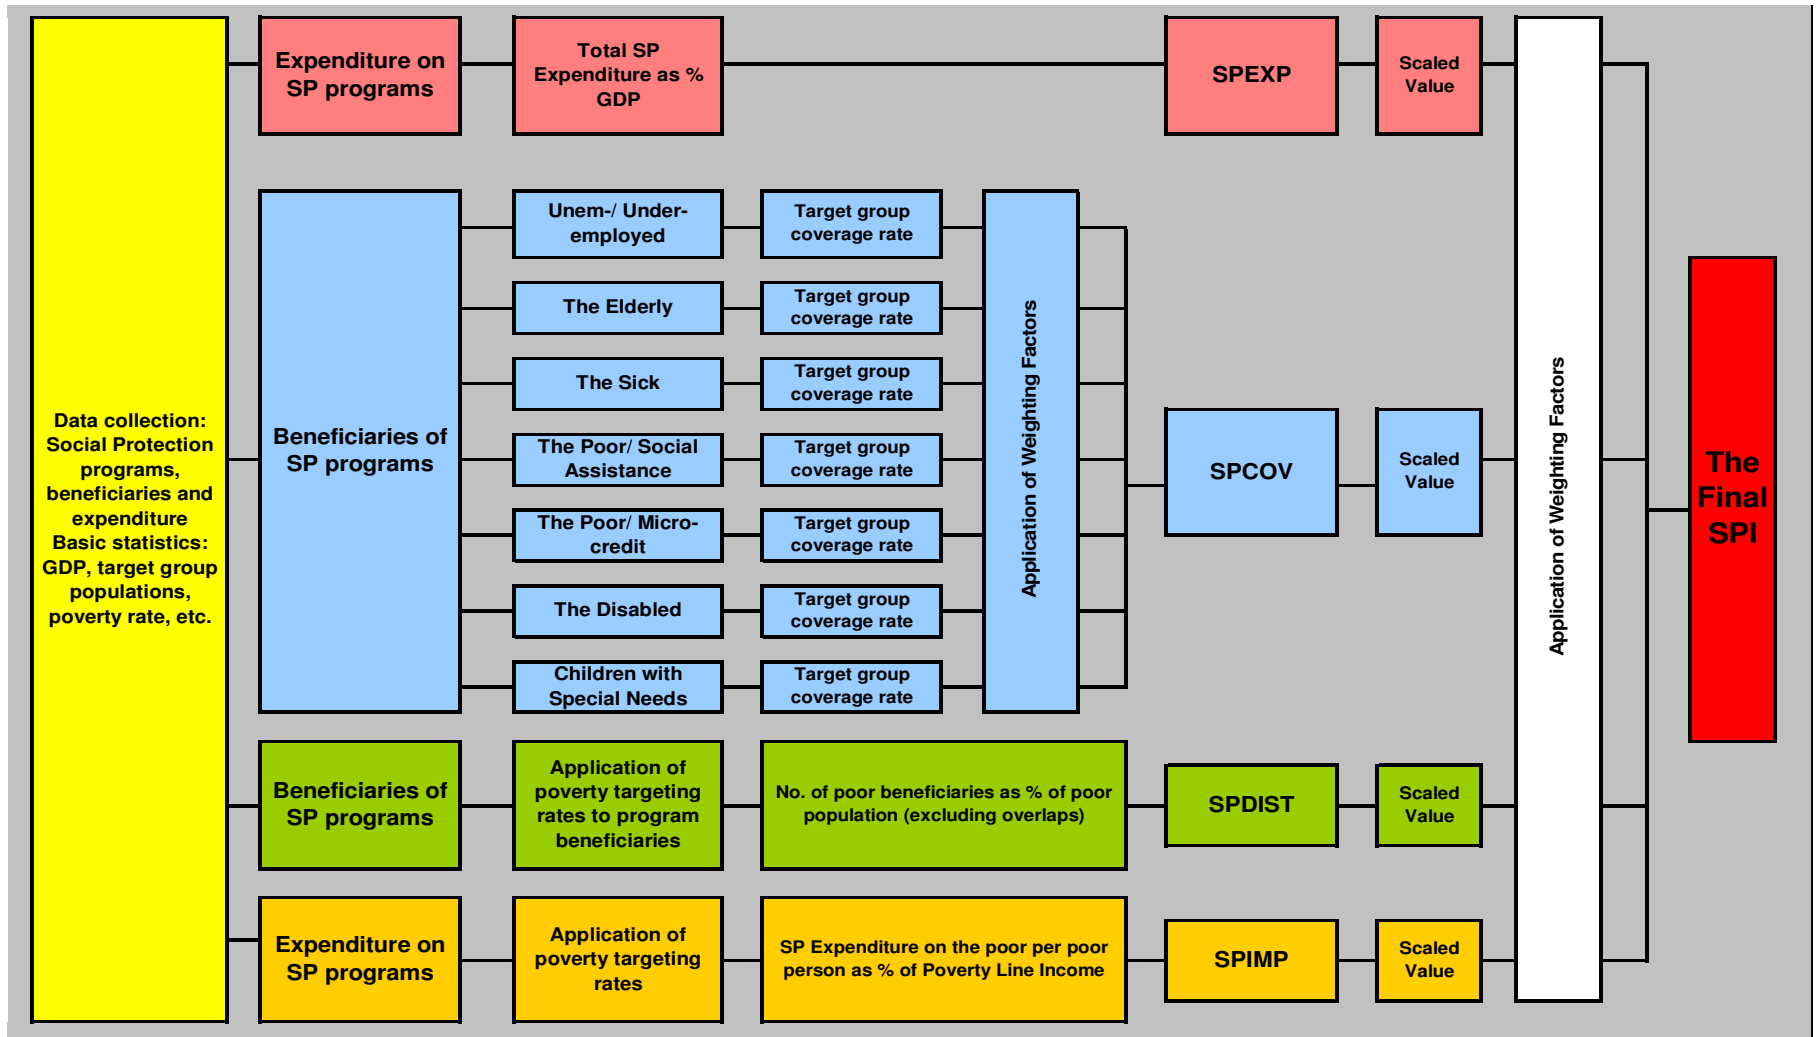 Data collection:
Social Protection
programs,
beneficiaries and
expenditure
Basic statistics:
GDP, target group
populations,
poverty rate, etc.
Expenditure on
SP programs
Total SP
Expenditure as %
GDP
SPEXP
Scaled
Value
Beneficiaries of
SP programs
Unem-/ Under-
employed
Target group
coverage rate
The Elderly
Target group
coverage rate
The Sick
Target group
coverage rate
The Poor/ Social
Assistance
Target group
coverage rate
The Poor/ Micro-
credit
Target group
coverage rate
The Disabled
Target group
coverage rate
Children with
Special Needs
Target group
coverage rate
Application of Weighting Factors
SPCOV
Scaled
Value
Beneficiaries of
SP programs
Application of
poverty targeting
rates to program
beneficiaries
No. of poor beneficiaries as % of poor
population (excluding overlaps)
SPDIST
Scaled
Value
Expenditure on
SP programs
Application of
poverty targeting
rates
SP Expenditure on the poor per poor
person as % of Poverty Line Income
SPIMP
Scaled
Value
Application of Weighting Factors
The
Final
SPI